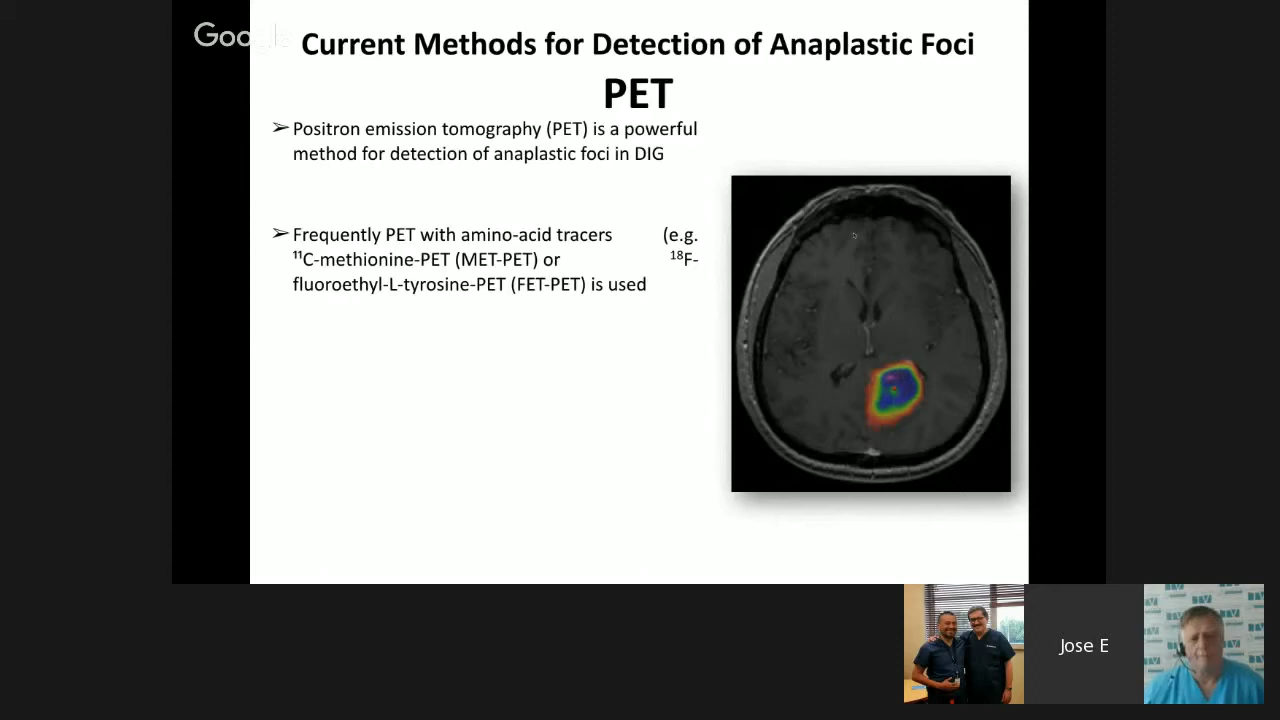 Google
Current Methods for Detection of Anaplastic Foci
PET
➢ Positron emission tomography (PET) is a powerful
method for detection of anaplastic foci in DIG
➢ Frequently PET with amino-acid tracers (e.g.
¹¹C-methionine-PET (MET-PET) or ¹⁸F-
fluoroethyl-L-tyrosine-PET (FET-PET) is used
Jose E